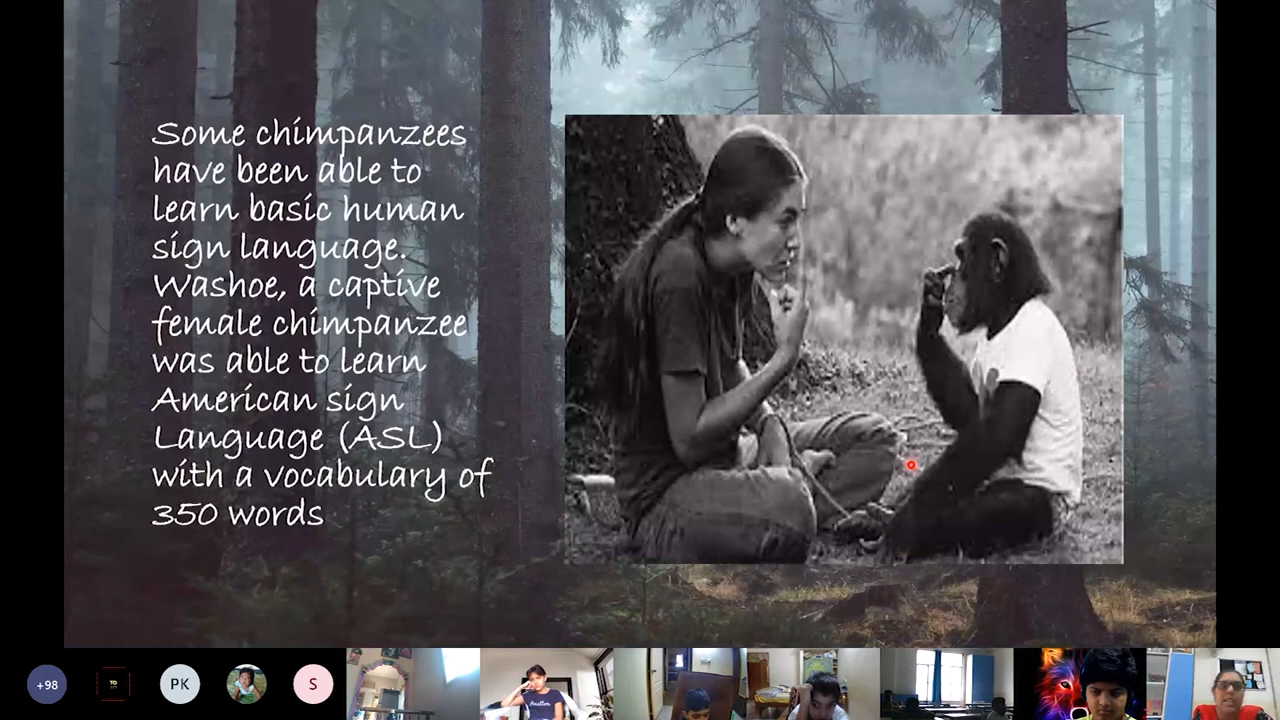 Some chimpanzees
have been able to
learn basic human
sign language.
Washoe, a captive
female chimpanzee
was able to learn
American sign
Language (ASL)
with a vocabulary of
350 words
+98
TO
PK
S